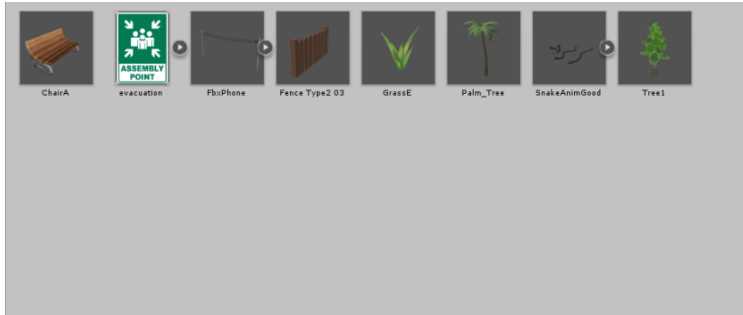 ASSEMBLY
POINT
ChairA
evacuation
FbxPhone
Fence Type2 03
GrassE
Palm_Tree
SnakeAnimGood
Tree1